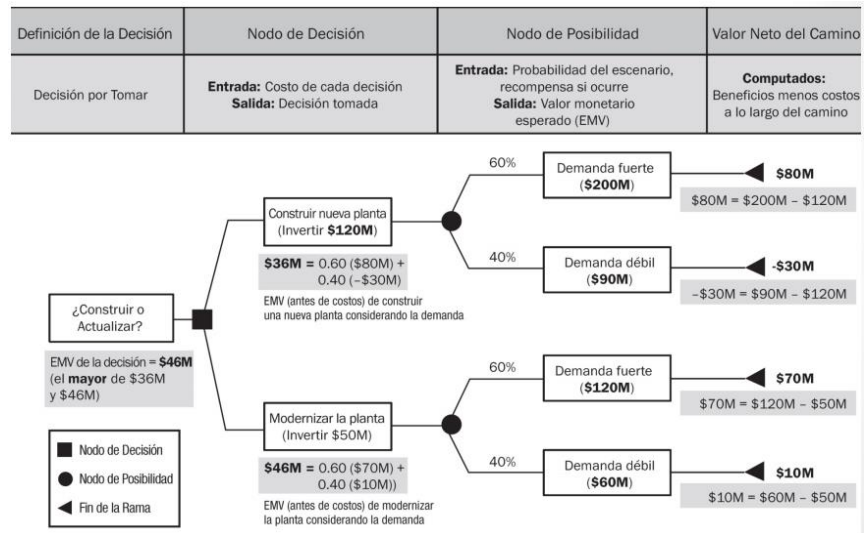 Definición de la Decisión
Nodo de Decisión
Nodo de Posibilidad
Valor Neto del Camino
Decisión por Tomar
Entrada: Costo de cada decisión
Salida: Decisión tomada
Entrada: Probabilidad del escenario,
recompensa si ocurre
Salida: Valor monetario
esperado (EMV)
Computados:
Beneficios menos costos
a lo largo del camino
¿Construir o
Actualizar?
EMV de la decisión = $46M
(el mayor de $36M
y $46M)
Construir nueva planta
(Invertir $120M)
$36M = 0.60 ($80M) +
0.40 (–$30M)
EMV (antes de costos) de construir
una nueva planta considerando la demanda
60%
Demanda fuerte
($200M)
$80M
$80M = $200M – $120M
40%
Demanda débil
($90M)
-$30M
–$30M = $90M – $120M
Modernizar la planta
(Invertir $50M)
$46M = 0.60 ($70M) +
0.40 ($10M))
EMV (antes de costos) de modernizar
la planta considerando la demanda
60%
Demanda fuerte
($120M)
$70M
$70M = $120M – $50M
40%
Demanda débil
($60M)
$10M
$10M = $60M – $50M
Nodo de Decisión
Nodo de Posibilidad
Fin de la Rama